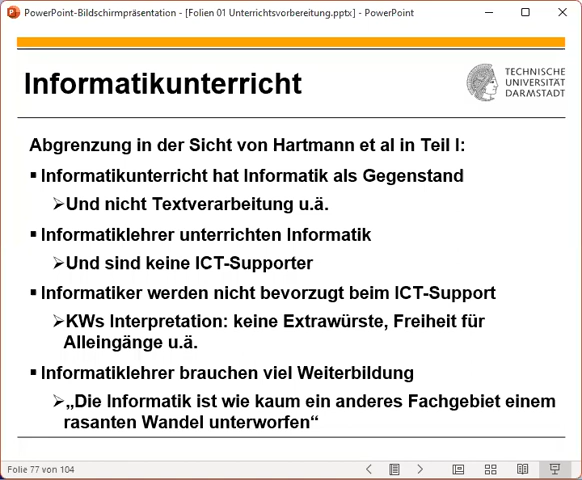 PowerPoint-Bildschirmpräsentation - [Folien 01 Unterrichtsvorbereitung.pptx] - PowerPoint
Informatikunterricht
TECHNISCHE
UNIVERSITÄT
DARMSTADT
Abgrenzung in der Sicht von Hartmann et al in Teil I:
▪ Informatikunterricht hat Informatik als Gegenstand
➢Und nicht Textverarbeitung u.ä.
▪ Informatiklehrer unterrichten Informatik
➢Und sind keine ICT-Supporter
▪ Informatiker werden nicht bevorzugt beim ICT-Support
➢KWs Interpretation: keine Extrawürste, Freiheit für
Alleingänge u.ä.
▪ Informatiklehrer brauchen viel Weiterbildung
➢„Die Informatik ist wie kaum ein anderes Fachgebiet einem
rasanten Wandel unterworfen“
Folie 77 von 104